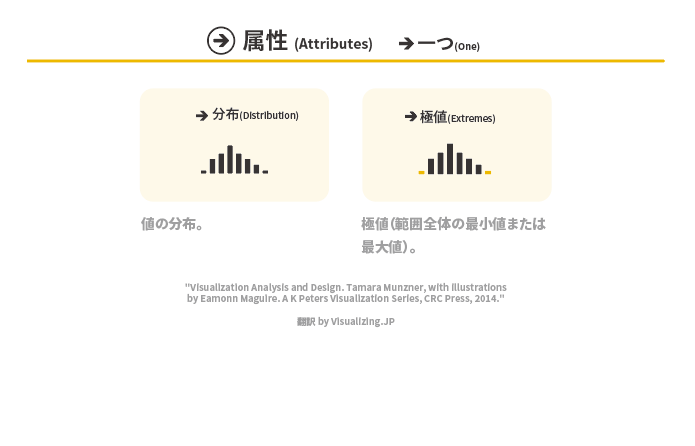 属性 (Attributes) 一つ(One)
分布(Distribution) 極値(Extremes)
値の分布。
極値(範囲全体の最小値または
最大値)。
"Visualization Analysis and Design. Tamara Munzner, with illustrations
by Eamonn Maguire. A K Peters Visualization Series, CRC Press, 2014."
翻訳 by Visualizing.JP